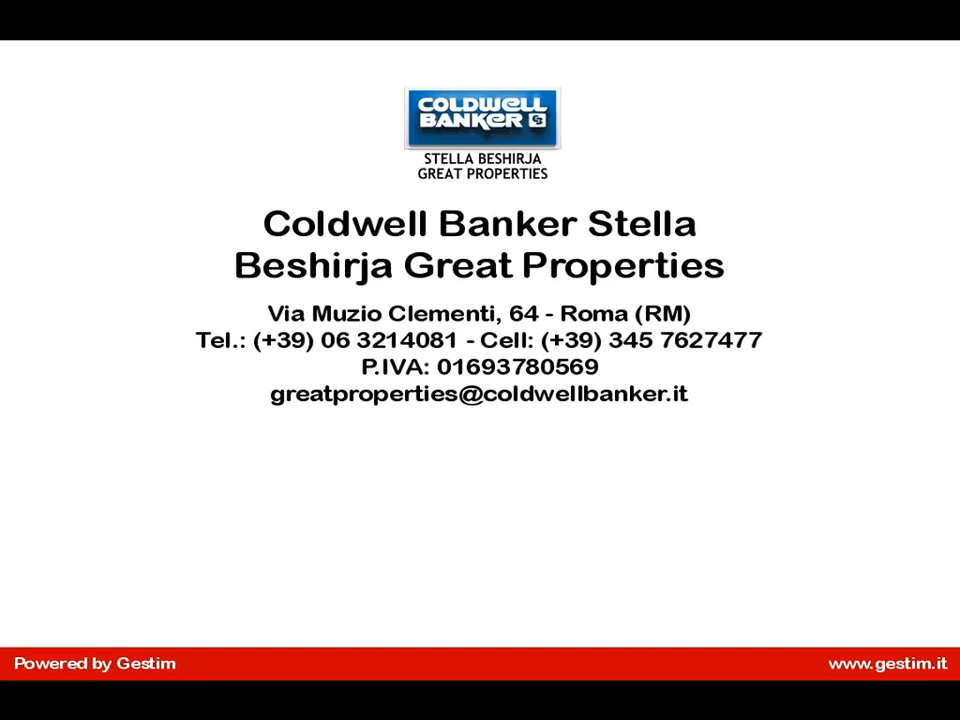 COLDWELL
BANKER CB
STELLA BESHIRJA
GREAT PROPERTIES
Coldwell Banker Stella
Beshirja Great Properties
Via Muzio Clementi, 64 - Roma (RM)
Tel.: (+39) 06 3214081 - Cell: (+39) 345 7627477
P.IVA: 01693780569
greatproperties@coldwellbanker.it
Powered by Gestim
www.gestim.it